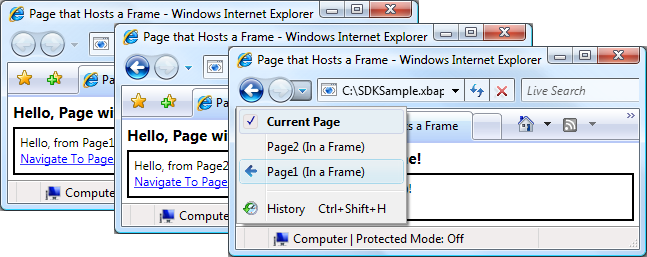 Page that Hosts a Frame - Windows Internet Explorer
Hello, Page wi
Hello, from Page1
Navigate To Page
Computer
Page that Hosts a Frame - Windows Internet Explorer
Hello, Page wi
Hello, from Page2
Navigate To Page
Computer
Page that Hosts a Frame - Windows Internet Explorer
C:\SDKSample.xbap
Live Search
s a Frame
Current Page
Page2 (In a Frame)
Page1 (In a Frame)
History Ctrl+Shift+H
me!
Computer | Protected Mode: Off